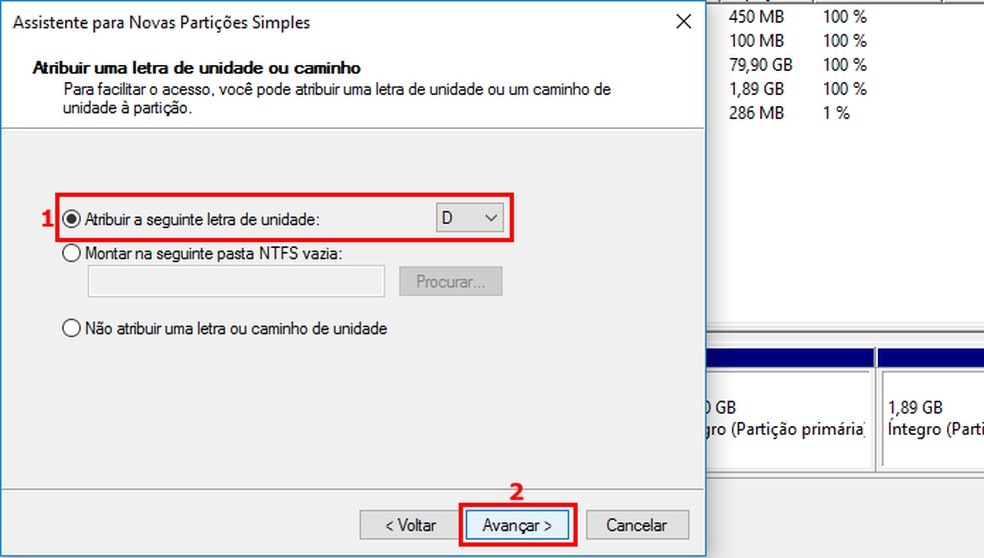 Assistente para Novas Partições Simples
Atribuir uma letra de unidade ou caminho
Para facilitar o acesso, você pode atribuir uma letra de unidade ou um caminho de
unidade à partição.
1
Atribuir a seguinte letra de unidade: D
Montar na seguinte pasta NTFS vazia:
Procurar...
Não atribuir uma letra ou caminho de unidade
2
< Voltar Avançar > Cancelar
450 MB 100 %
100 MB 100 %
79,90 GB 100 %
1,89 GB 100 %
286 MB 1 %
0 GB
gro (Partição primária)
1,89 GB
Íntegro (Parti